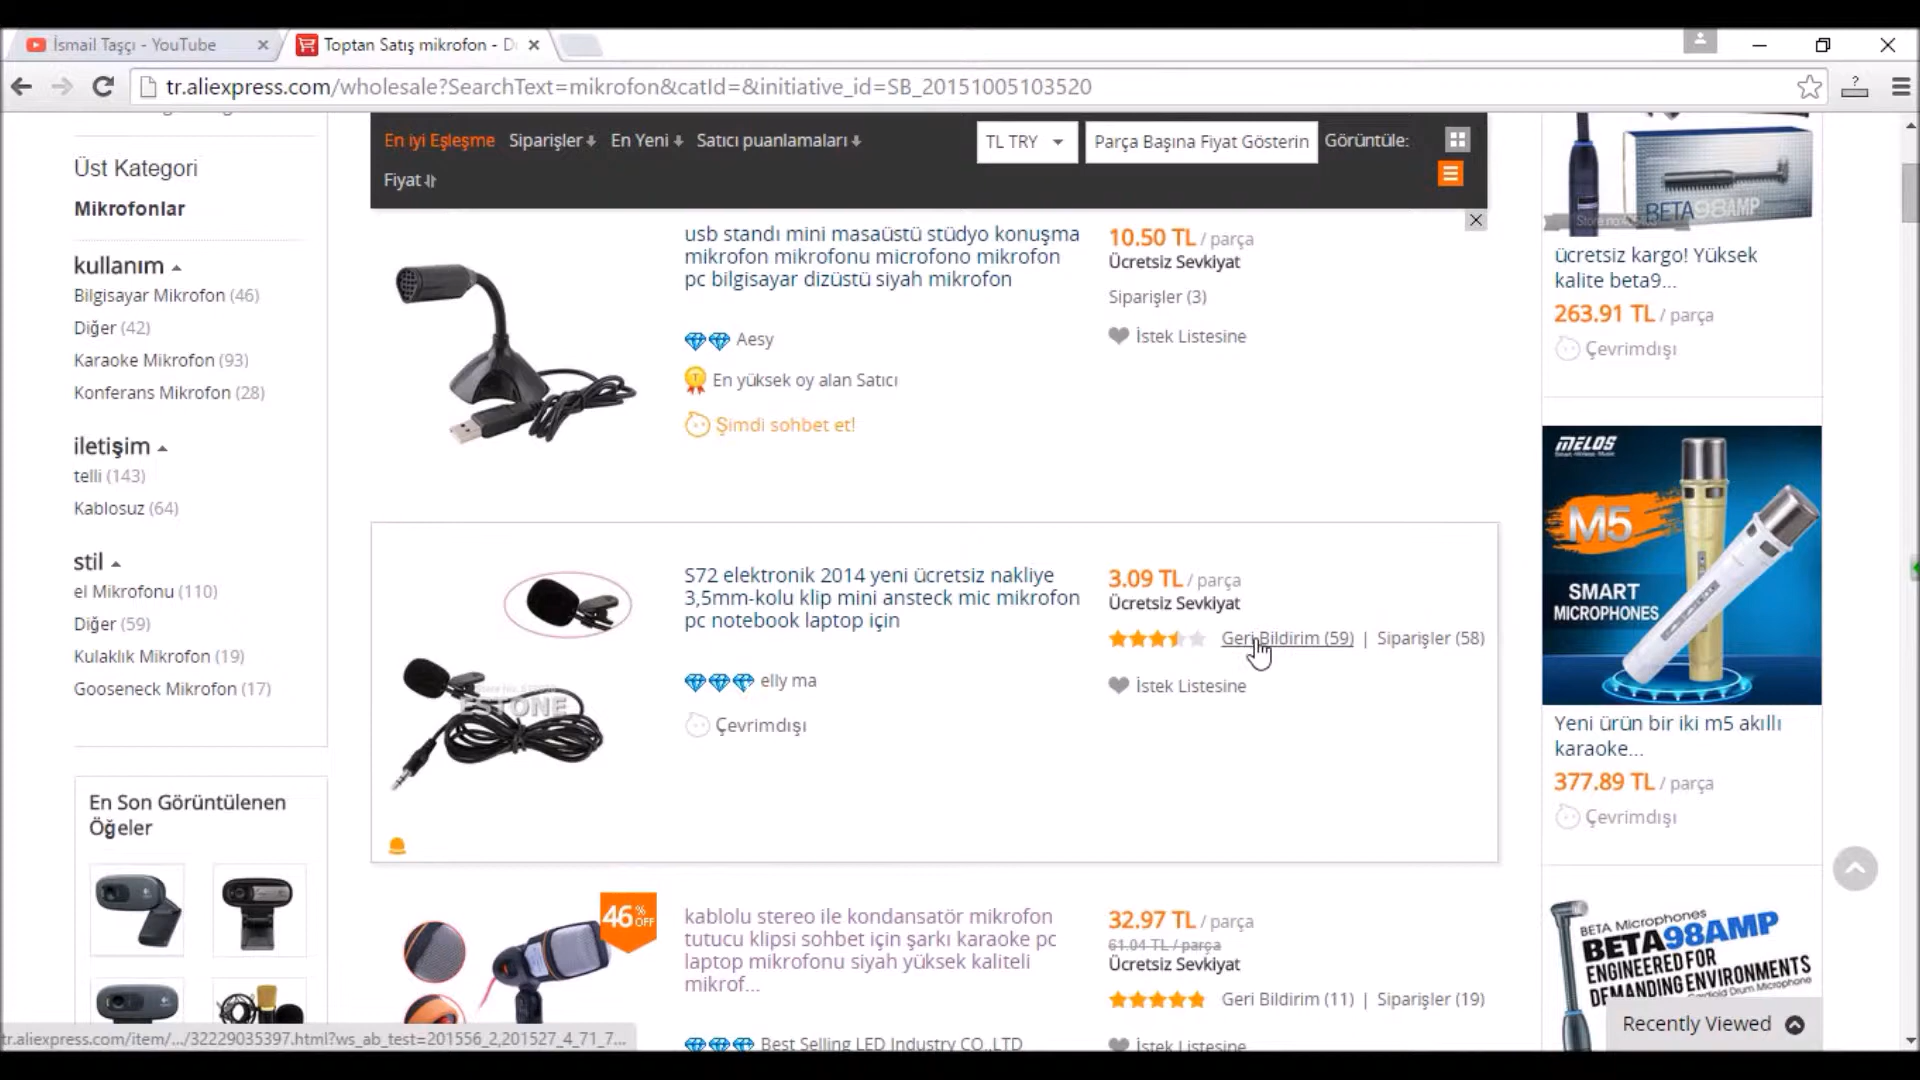 İsmail Taşçı - YouTube
Toptan Satış mikrofon - D
tr.aliexpress.com/wholesale?SearchText=mikrofon&catId=&initiative_id=SB_20151005103520
Üst Kategori
Mikrofonlar
kullanım
Bilgisayar Mikrofon (46)
Diğer (42)
Karaoke Mikrofon (93)
Konferans Mikrofon (28)
iletişim
telli (143)
Kablosuz (64)
stil
el Mikrofonu (110)
Diğer (59)
Kulaklık Mikrofon (19)
Gooseneck Mikrofon (17)
En Son Görüntülenen
Öğeler
En iyi Eşleşme Siparişler En Yeni Satıcı puanlamaları TL TRY Parça Başına Fiyat Gösterin Görüntüle:
Fiyat
usb standı mini masaüstü stüdyo konuşma
mikrofon mikrofonu microfono mikrofon
pc bilgisayar dizüstü siyah mikrofon
Aesy
En yüksek oy alan Satıcı
Şimdi sohbet et!
10.50 TL / parça
Ücretsiz Sevkiyat
Siparişler (3)
İstek Listesine
S72 elektronik 2014 yeni ücretsiz nakliye
3,5mm-kolu klip mini ansteck mic mikrofon
pc notebook laptop için
elly ma
Çevrimdışı
ESTONE
3.09 TL / parça
Ücretsiz Sevkiyat
Geri Bildirim (59) | Siparişler (58)
İstek Listesine
46% OFF
kablolu stereo ile kondansatör mikrofon
tutucu klipsi sohbet için şarkı karaoke pc
laptop mikrofonu siyah yüksek kaliteli
mikrof...
Best Selling LED Industry CO.,LTD
32.97 TL / parça
61.04 TL / parça
Ücretsiz Sevkiyat
Geri Bildirim (11) | Siparişler (19)
İstek Listesine
BETA98AMP
ücretsiz kargo! Yüksek
kalite beta9...
263.91 TL / parça
Çevrimdışı
MELOS
M5
SMART
MICROPHONES
Yeni ürün bir iki m5 akıllı
karaoke...
377.89 TL / parça
Çevrimdışı
BETA Microphones
BETA98AMP
ENGINEERED FOR
DEMANDING ENVIRONMENTS
Recently Viewed
tr.aliexpress.com/item/.../32229035397.html?ws_ab_test=201556_2,201527_4_71_7...